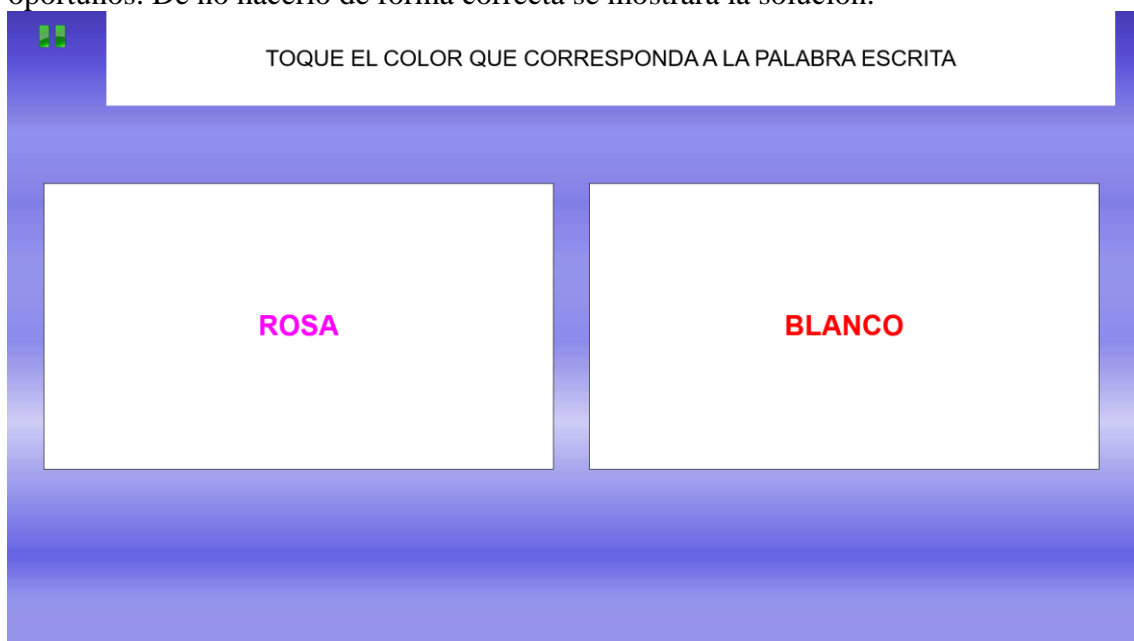 oportunos. De no hacerlo de forma correcta se mostrará la solución.
TOQUE EL COLOR QUE CORRESPONDA A LA PALABRA ESCRITA
ROSA
BLANCO